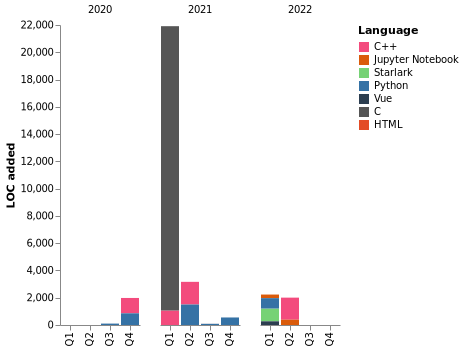 2020 2021 2022
Language
C++
Jupyter Notebook
Starlark
Python
Vue
C
HTML
LOC added
22,000
20,000
18,000
16,000
14,000
12,000
10,000
8,000
6,000
4,000
2,000
0
Q1 Q2 Q3 Q4 Q1 Q2 Q3 Q4 Q1 Q2 Q3 Q4